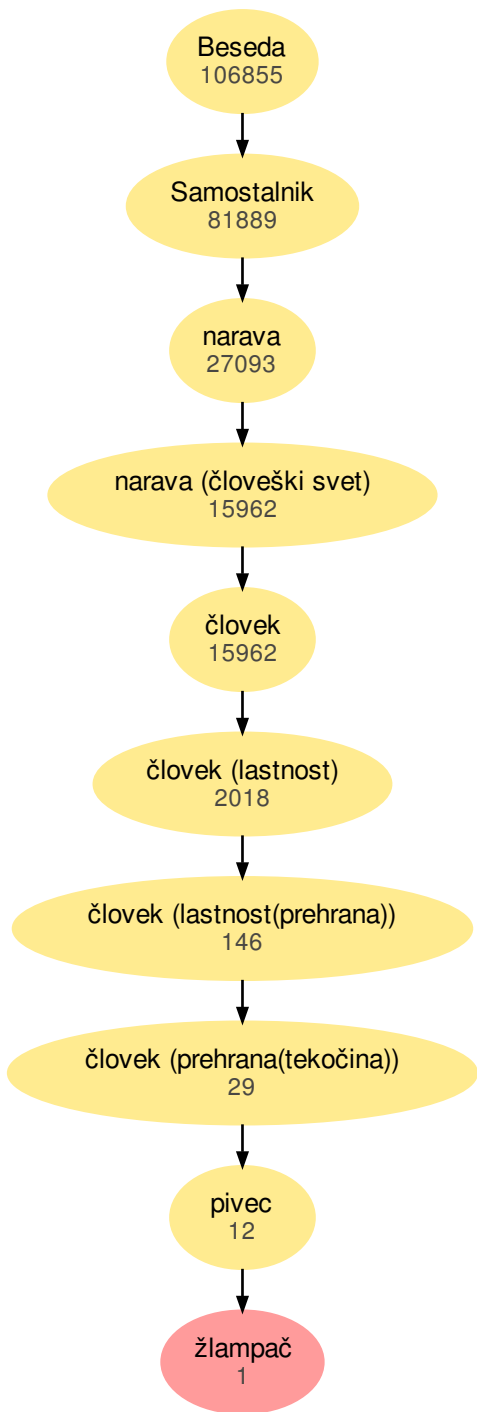 Beseda
106855
Samostalnik
81889
narava
27093
narava (človeški svet)
15962
človek
15962
človek (lastnost)
2018
človek (lastnost(prehrana))
146
človek (prehrana(tekočina))
29
pivec
12
žlampač
1